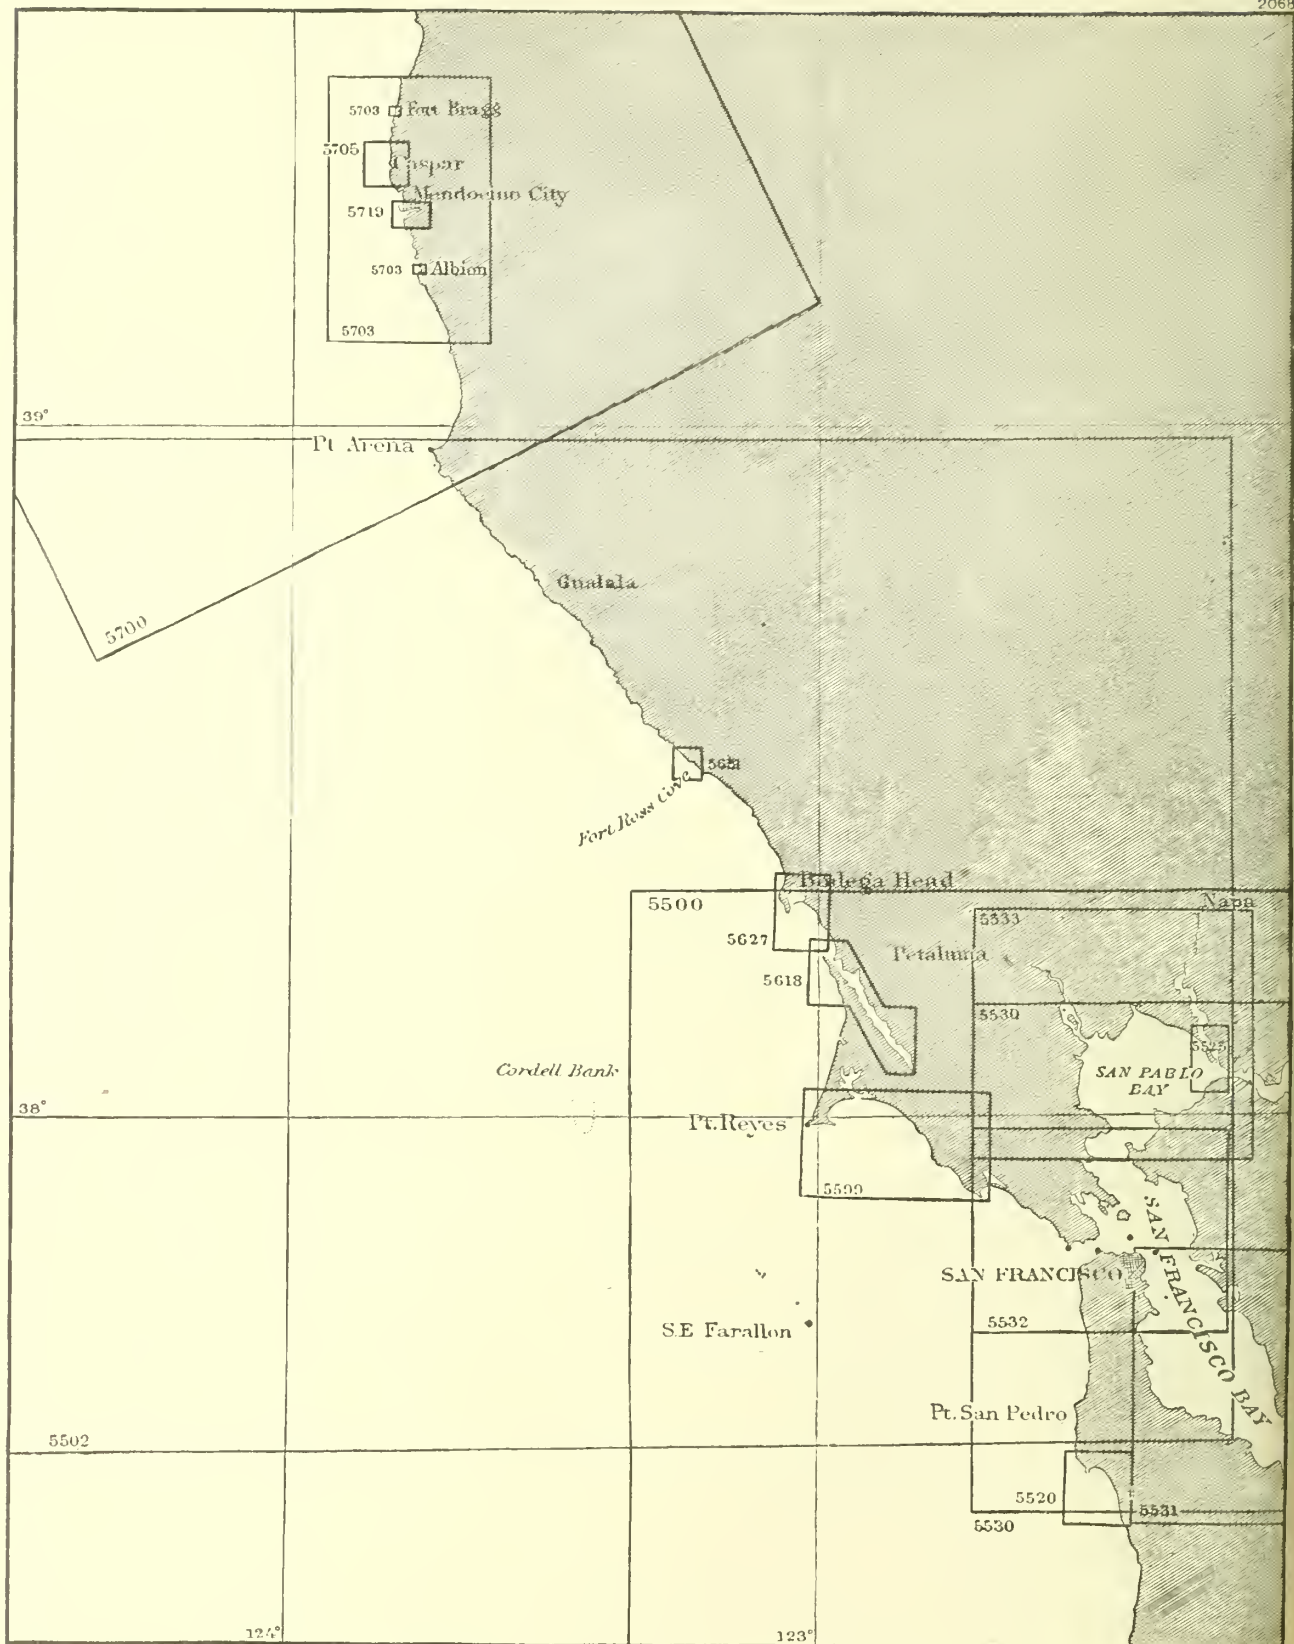 2068
5703 Fort Bragg
5705
Caspar
Mendocino City
5719
5703 Albion
5703
39°
Pt. Arena
5700
Gualala
Fort Ross Cove
Bodega Head
5500
5627
Napa
5533
Petaluma
5618
5530
5525
SAN PABLO
BAY
Cordell Bank
38°
Pt. Reyes
5599
SAN FRANCISCO BAY
SAN FRANCISCO
5532
S.E Farallon
Pt. San Pedro
5502
5520
5531
5530
124°
123°